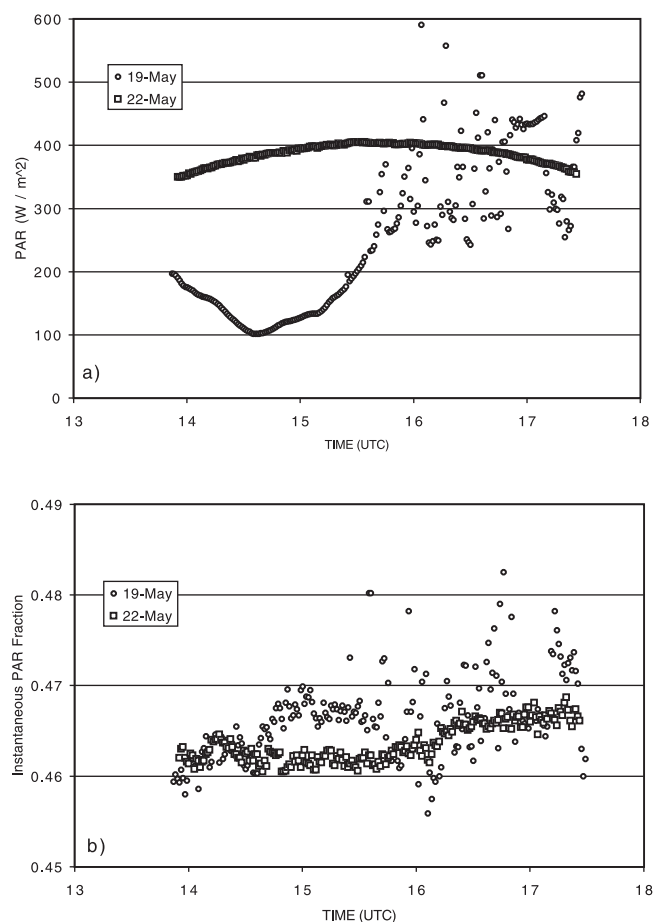 600
500
400
300
200
100
0
PAR (W / m^2)
19-May
22-May
a)
13 14 15 16 17 18
TIME (UTC)
0.49
0.48
0.47
0.46
0.45
Instantaneous PAR Fraction
19-May
22-May
b)
13 14 15 16 17 18
TIME (UTC)